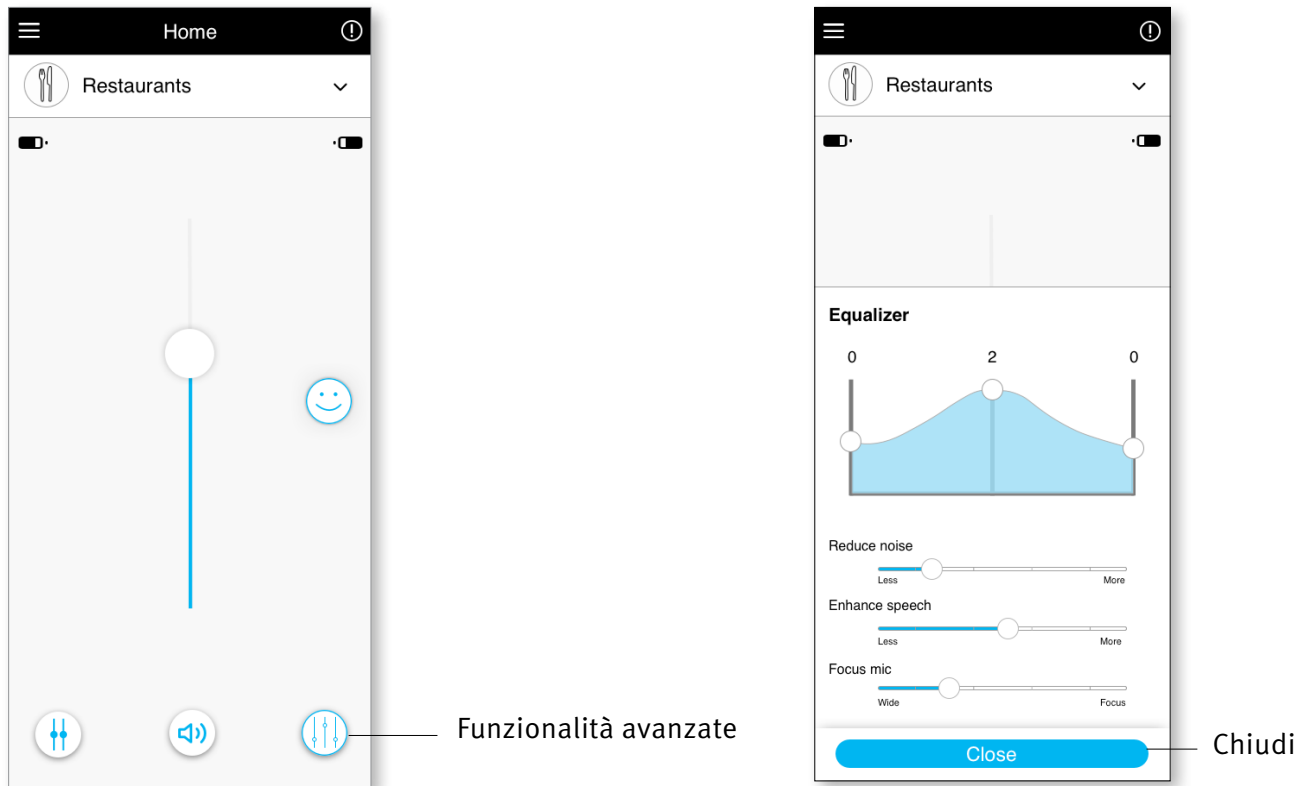 Home
Restaurants
Funzionalità avanzate
Restaurants
Equalizer
0 2 0
Reduce noise
Less More
Enhance speech
Less More
Focus mic
Wide Focus
Close
Chiudi